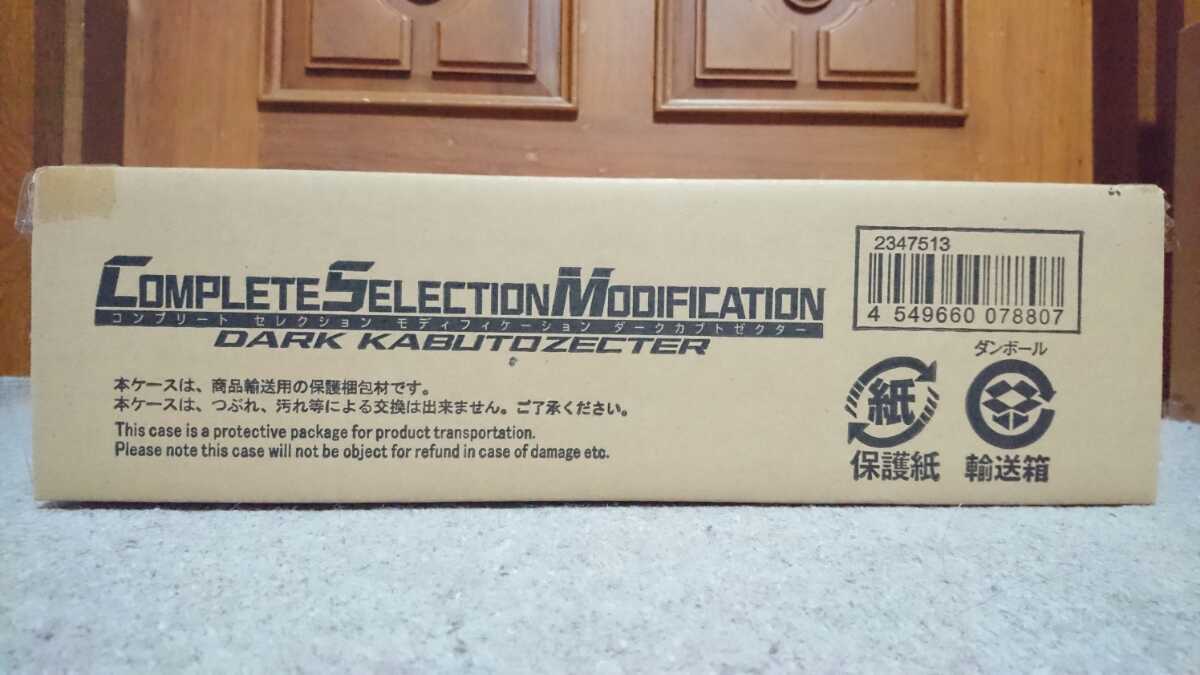 COMPLETE SELECTION MODIFICATION
コンプリート セレクション モディフィケーション ダークカブトゼクター
DARK KABUTOZECTER
本ケースは、商品輸送用の保護梱包材です。
本ケースは、つぶれ、汚れ等による交換は出来ません。ご了承ください。
This case is a protective package for product transportation.
Please note this case will not be object for refund in case of damage etc.
2347513
4 549660 078807
紙
保護紙
ダンボール
輸送箱